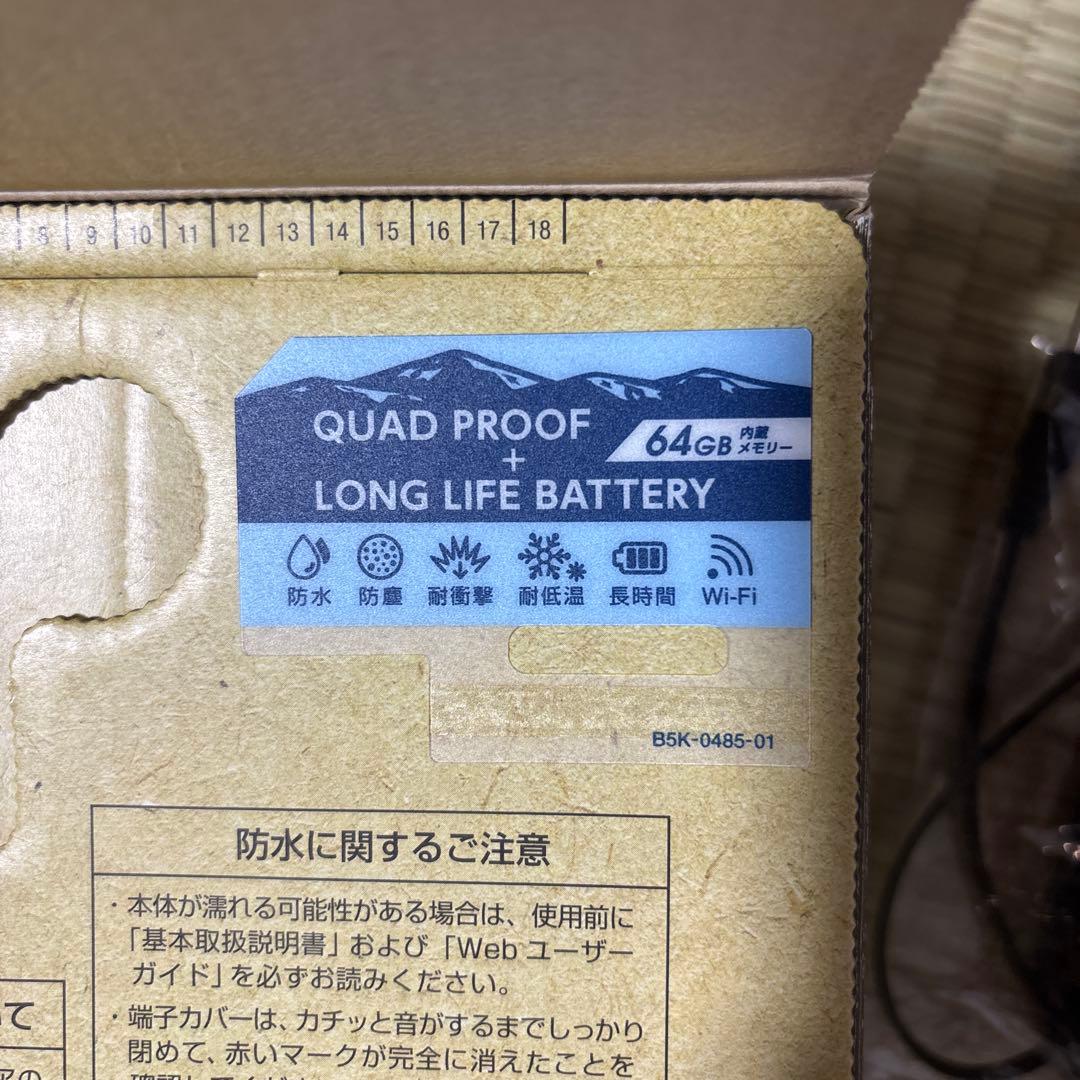 8 9 10 11 12 13 14 15 16 17 18
QUAD PROOF
+
LONG LIFE BATTERY
64GB 内蔵メモリー
防水 防塵 耐衝撃 耐低温 長時間 Wi-Fi
B5K-0485-01
防水に関するご注意
・本体が濡れる可能性がある場合は、使用前に
「基本取扱説明書」および「Web ユーザー
ガイド」を必ずお読みください。
・端子カバーは、カチッと音がするまでしっかり
閉めて、赤いマークが完全に消えたことを
いて
アの